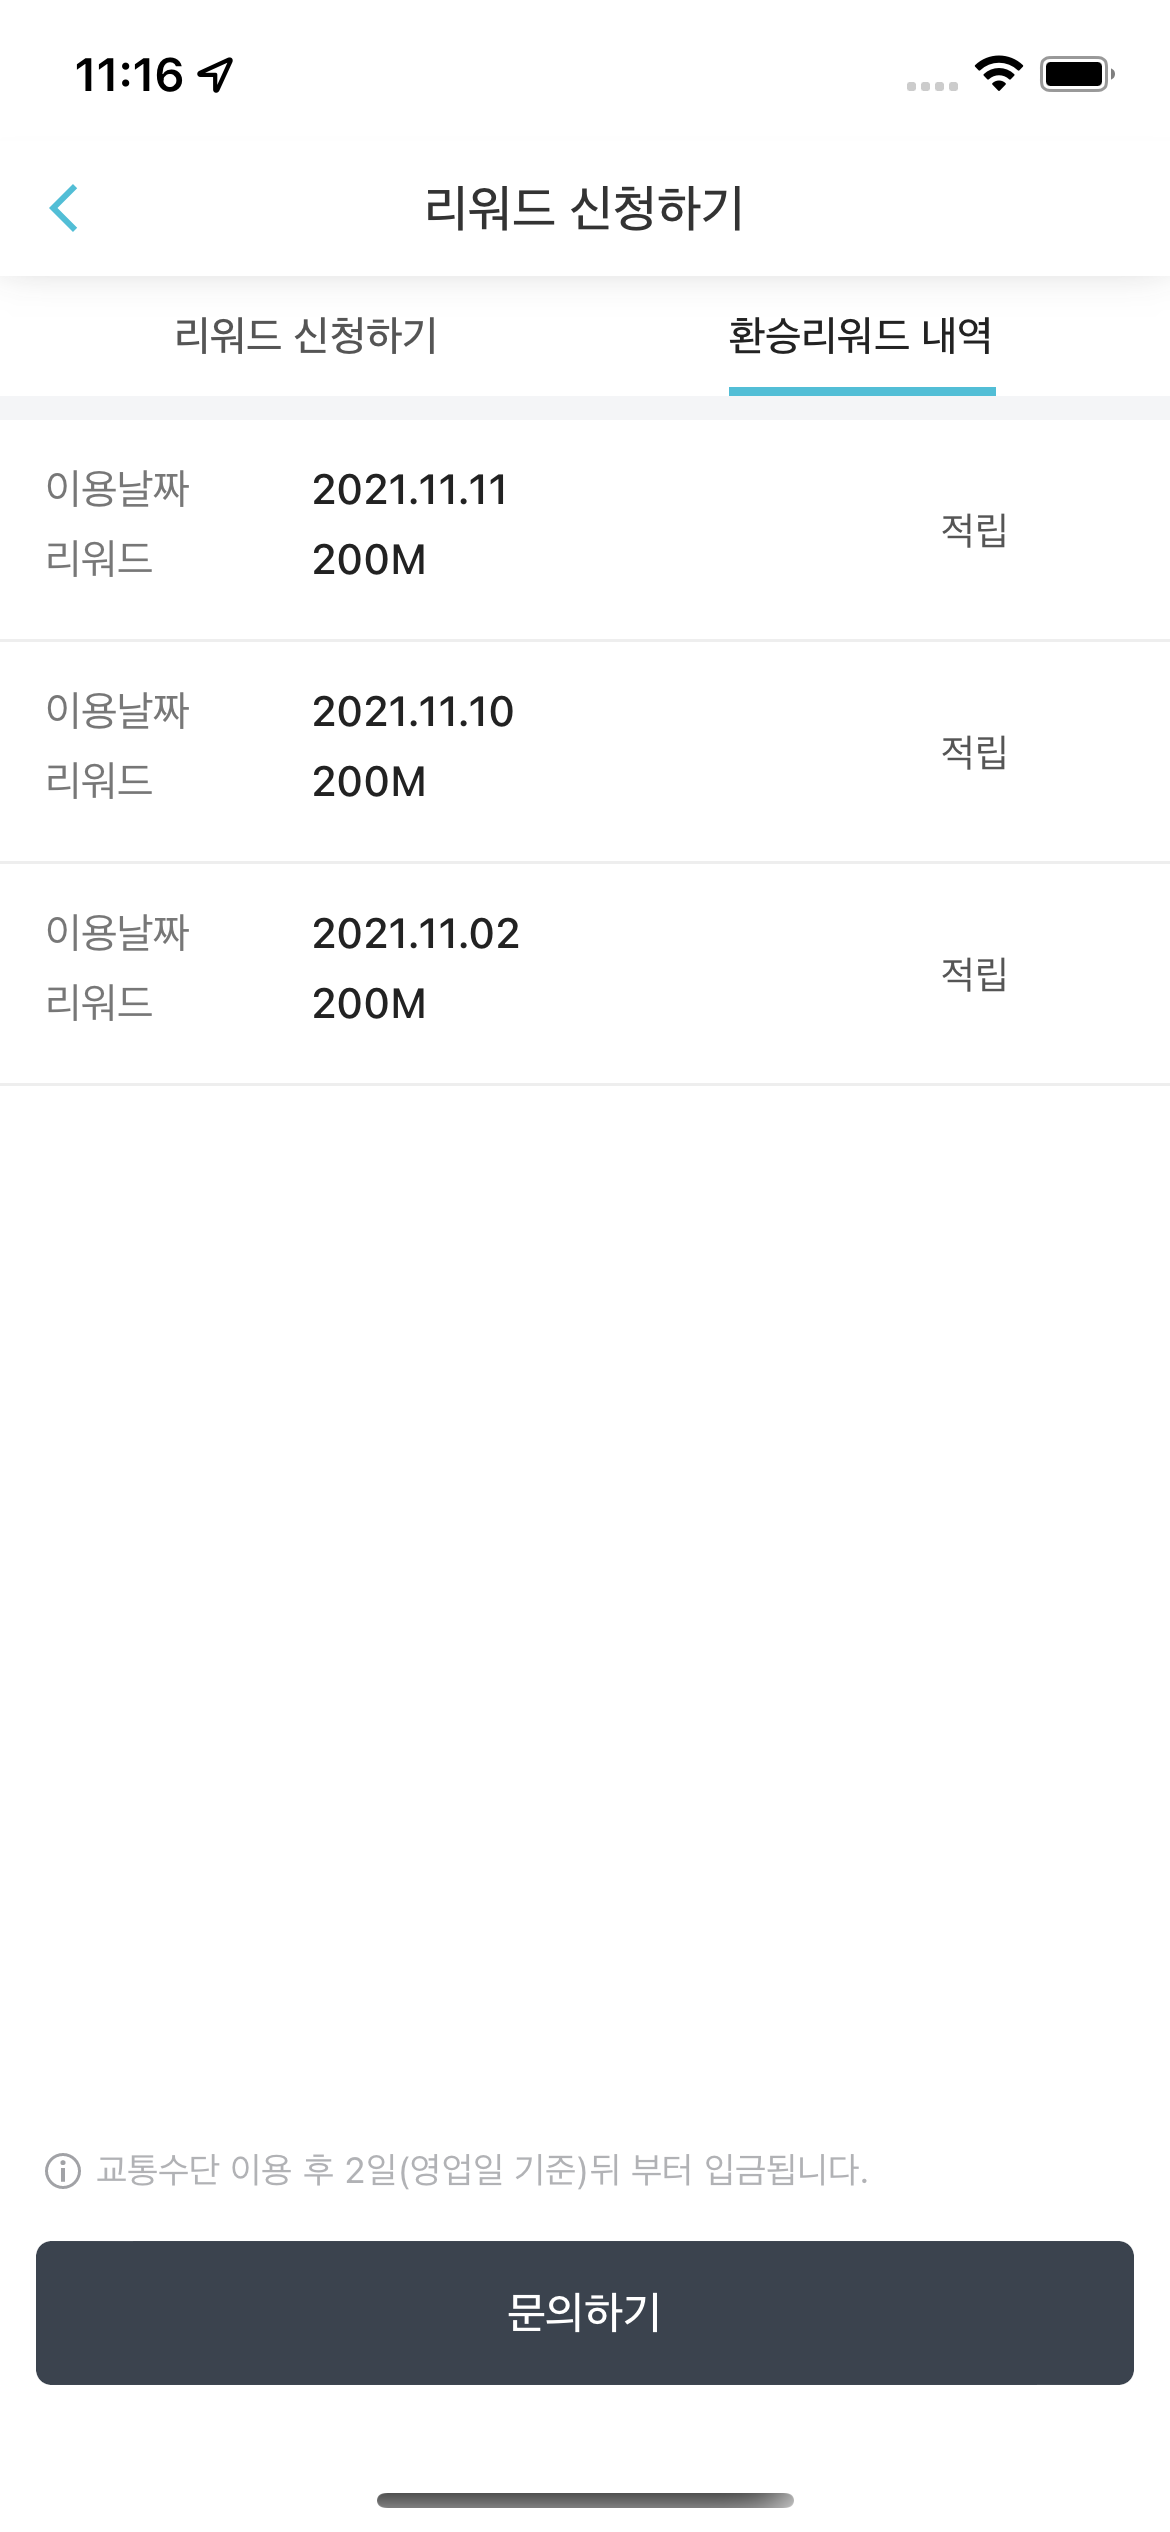 11:16
리워드 신청하기
리워드 신청하기 환승리워드 내역
이용날짜 2021.11.11
리워드 200M
적립
이용날짜 2021.11.10
리워드 200M
적립
이용날짜 2021.11.02
리워드 200M
적립
교통수단 이용 후 2일(영업일 기준)뒤 부터 입금됩니다.
문의하기